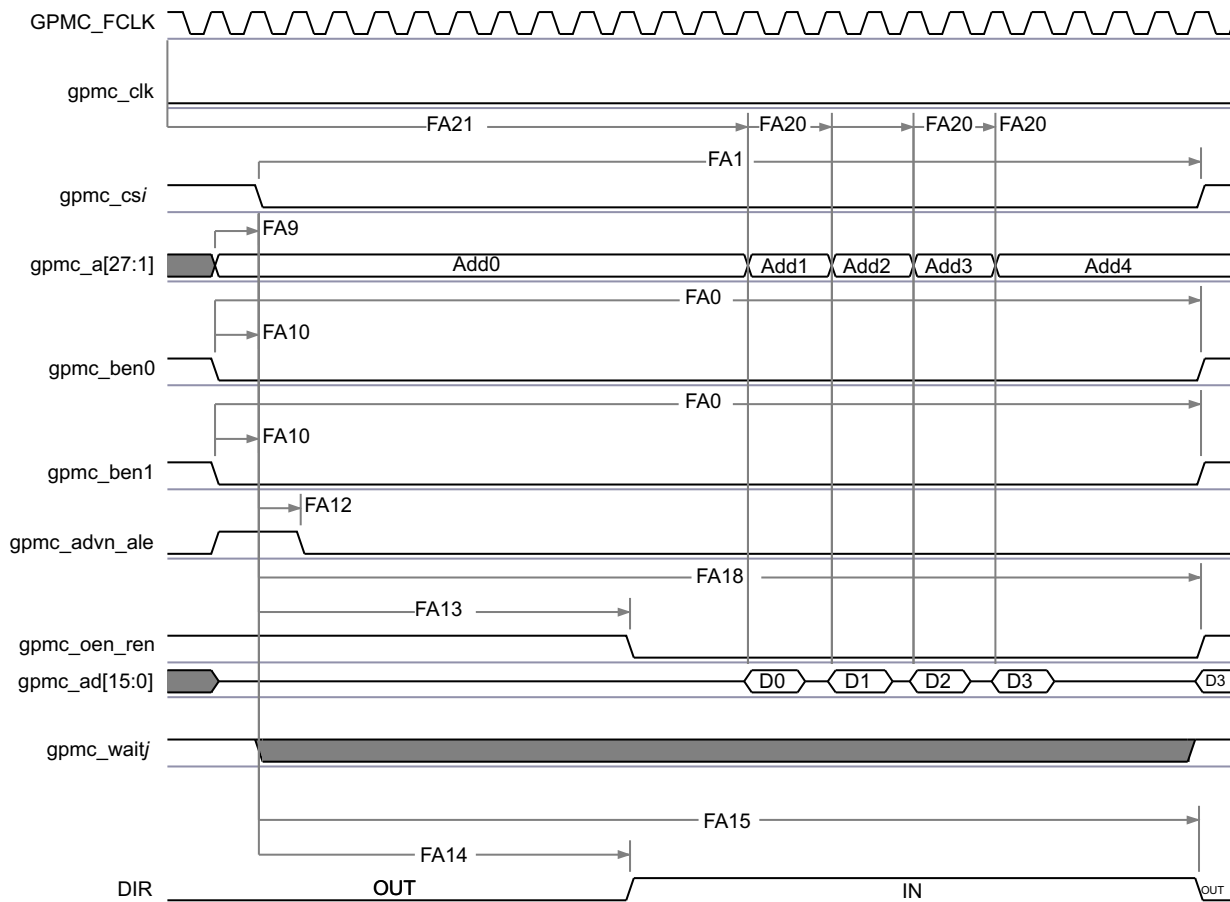 GPMC_FCLK
gpmc_clk
FA21 FA20 FA20 FA20
FA1
gpmc_csi
FA9
gpmc_a[27:1] Add0 Add1 Add2 Add3 Add4
FA0
FA10
gpmc_ben0
FA0
FA10
gpmc_ben1
FA12
gpmc_advn_ale
FA18
FA13
gpmc_oen_ren
gpmc_ad[15:0] D0 D1 D2 D3 D3
gpmc_waitj
FA15
FA14
DIR OUT IN OUT